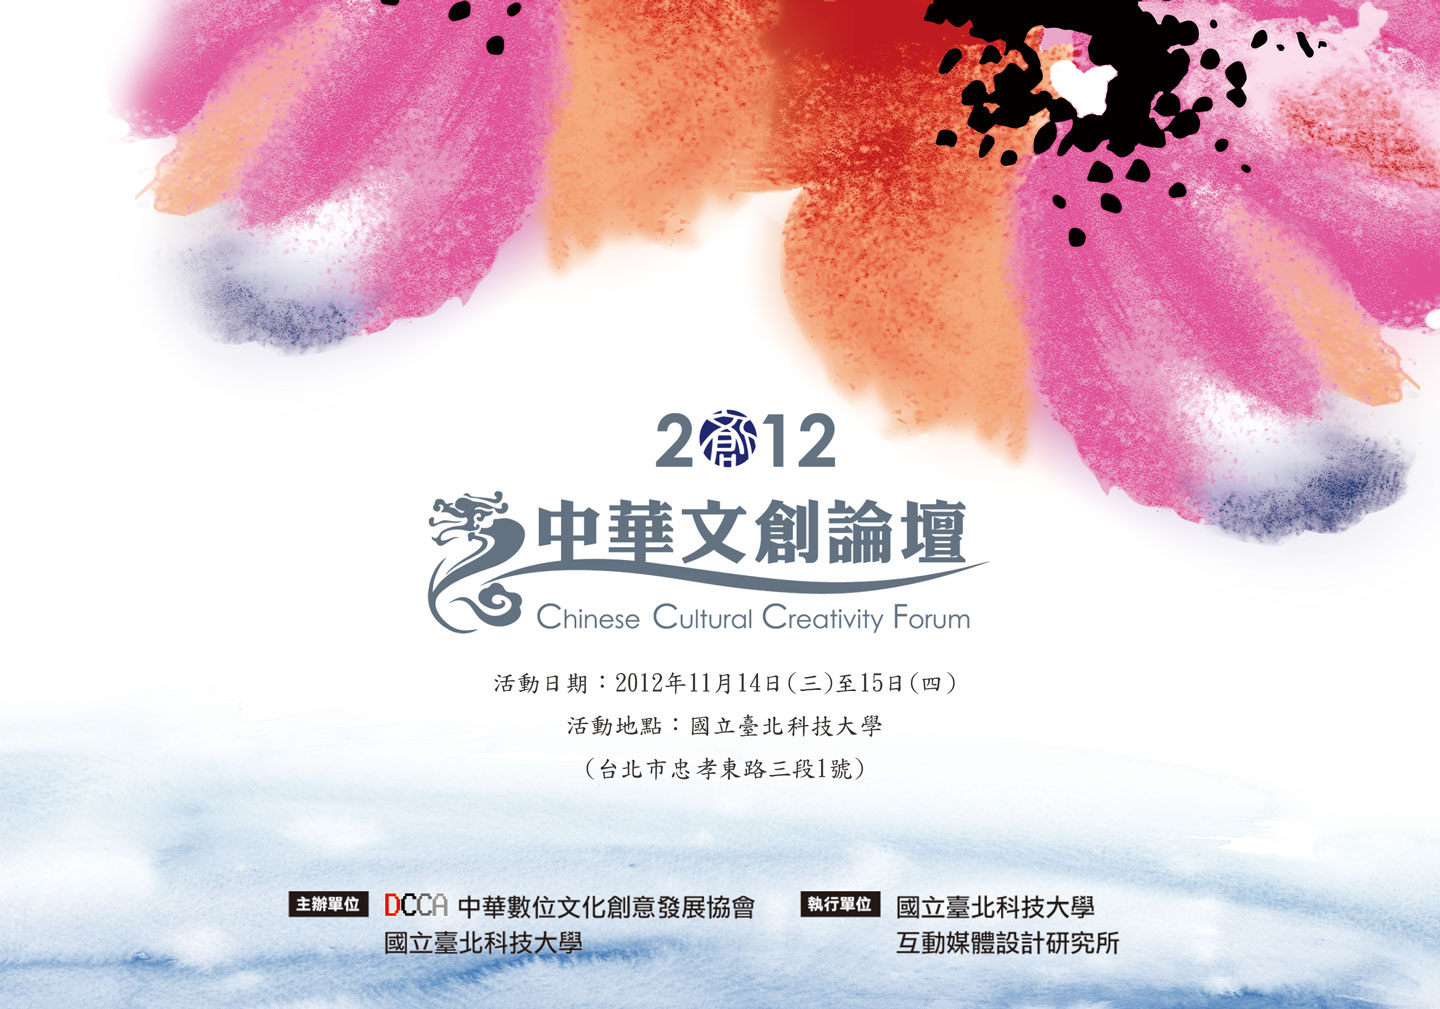 2創12
中華文創論壇
Chinese Cultural Creativity Forum
活動日期：2012年11月14日(三)至15日(四)
活動地點：國立臺北科技大學
(台北市忠孝東路三段1號)
主辦單位 DCCA 中華數位文化創意發展協會
國立臺北科技大學
執行單位 國立臺北科技大學
互動媒體設計研究所